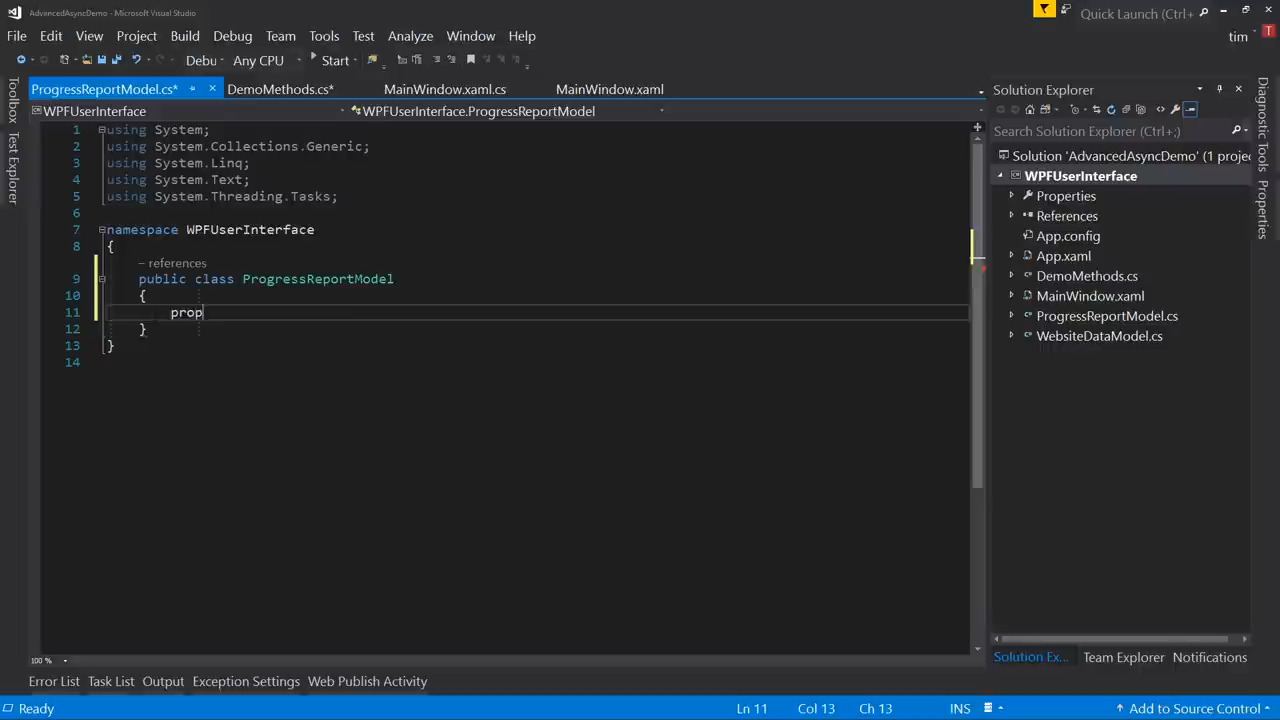 AdvancedAsyncDemo - Microsoft Visual Studio
Quick Launch (Ctrl+
File Edit View Project Build Debug Team Tools Test Analyze Window Help
tim T
Debu Any CPU Start
ProgressReportModel.cs* DemoMethods.cs* MainWindow.xaml.cs MainWindow.xaml
WPFUserInterface WPFUserInterface.ProgressReportModel
1 using System;
2 using System.Collections.Generic;
3 using System.Linq;
4 using System.Text;
5 using System.Threading.Tasks;
6
7 namespace WPFUserInterface
8 {
– references
9 public class ProgressReportModel
10 {
11 prop
12 }
13 }
14
100 %
Toolbox
Test Explorer
Solution Explorer
Search Solution Explorer (Ctrl+;)
Solution 'AdvancedAsyncDemo' (1 projec
WPFUserInterface
Properties
References
App.config
App.xaml
DemoMethods.cs
MainWindow.xaml
ProgressReportModel.cs
WebsiteDataModel.cs
Solution Ex... Team Explorer Notifications
Diagnostic Tools
Properties
Error List Task List Output Exception Settings Web Publish Activity
Ready Ln 11 Col 13 Ch 13 INS Add to Source Control